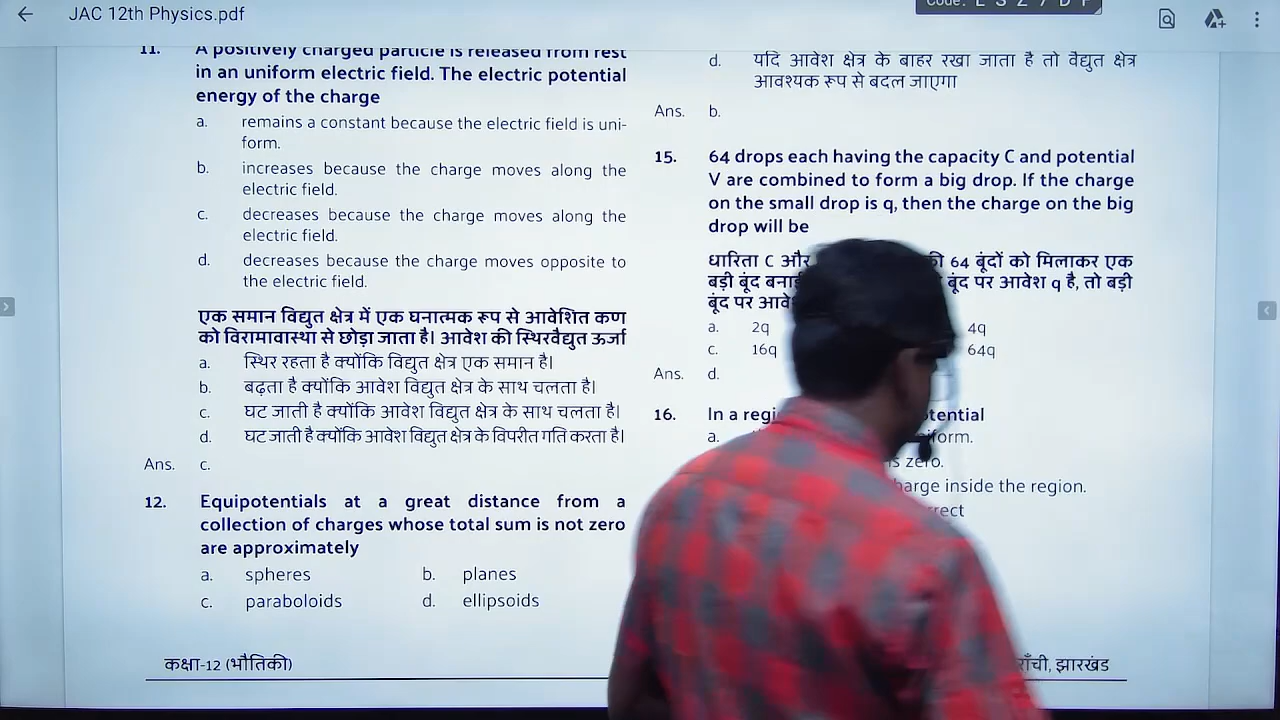 JAC 12th Physics.pdf
Code:
11. A positively charged particle is released from rest
in an uniform electric field. The electric potential
energy of the charge
a. remains a constant because the electric field is uni-
form.
b. increases because the charge moves along the
electric field.
c. decreases because the charge moves along the
electric field.
d. decreases because the charge moves opposite to
the electric field.
एक समान विद्युत क्षेत्र में एक घनात्मक रूप से आवेशित कण
को विरामावास्था से छोड़ा जाता है। आवेश की स्थिरवैद्युत ऊर्जा
a. स्थिर रहता है क्योंकि विद्युत क्षेत्र एक समान है।
b. बढ़ता है क्योंकि आवेश विद्युत क्षेत्र के साथ चलता है।
c. घट जाती है क्योंकि आवेश विद्युत क्षेत्र के साथ चलता है।
d. घट जाती है क्योंकि आवेश विद्युत क्षेत्र के विपरीत गति करता है।
Ans. c.
12. Equipotentials at a great distance from a
collection of charges whose total sum is not zero
are approximately
a. spheres b. planes
c. paraboloids d. ellipsoids
कक्षा-12 (भौतिकी)
d. यदि आवेश क्षेत्र के बाहर रखा जाता है तो वैद्युत क्षेत्र
आवश्यक रूप से बदल जाएगा
Ans. b.
15. 64 drops each having the capacity C and potential
V are combined to form a big drop. If the charge
on the small drop is q, then the charge on the big
drop will be
धारिता C और की 64 बूंदों को मिलाकर एक
बड़ी बूंद बूंद पर आवेश q है, तो बड़ी
बूंद पर
a. 2q 4q
c. 16q 64q
Ans. d.
16. In a
a.
zero.
inside the region.
राँची, झारखंड